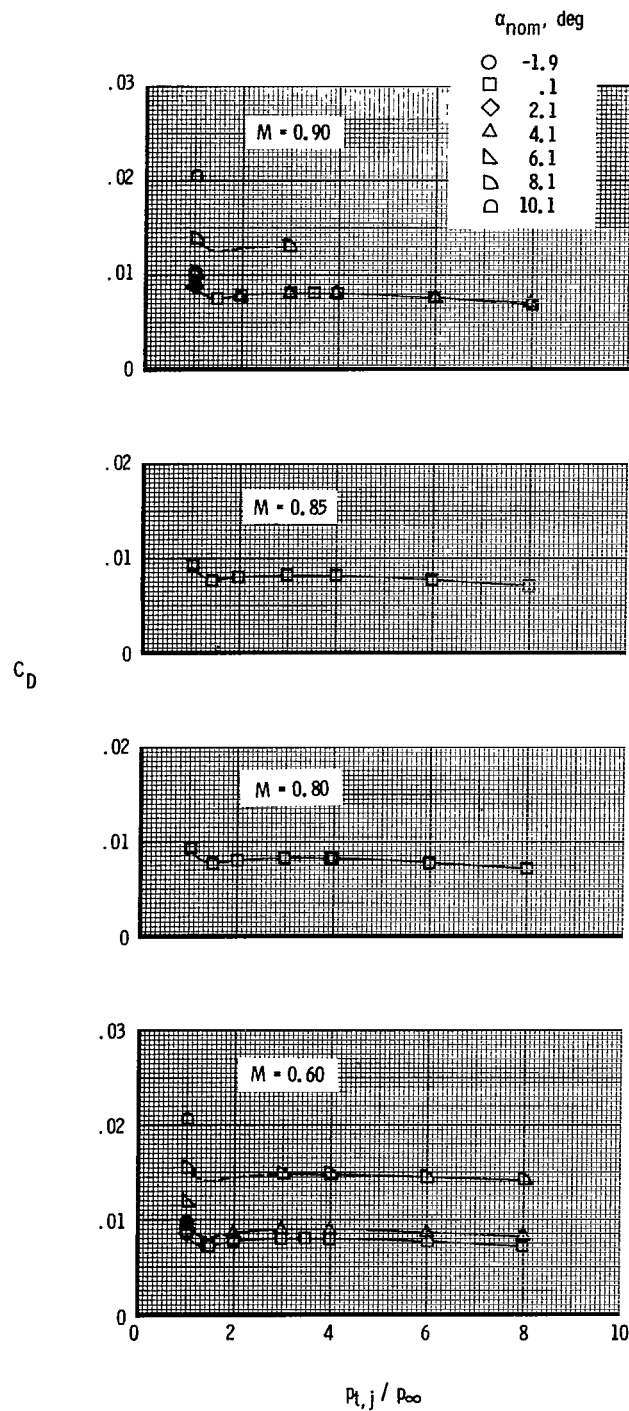 α_nom, deg
-1.9
.1
2.1
4.1
6.1
8.1
10.1
.03
.02
.01
0
M = 0.90
.02
.01
0
M = 0.85
C_D
.02
.01
0
M = 0.80
.03
.02
.01
0
M = 0.60
0 2 4 6 8 10
p_t,j / p_∞